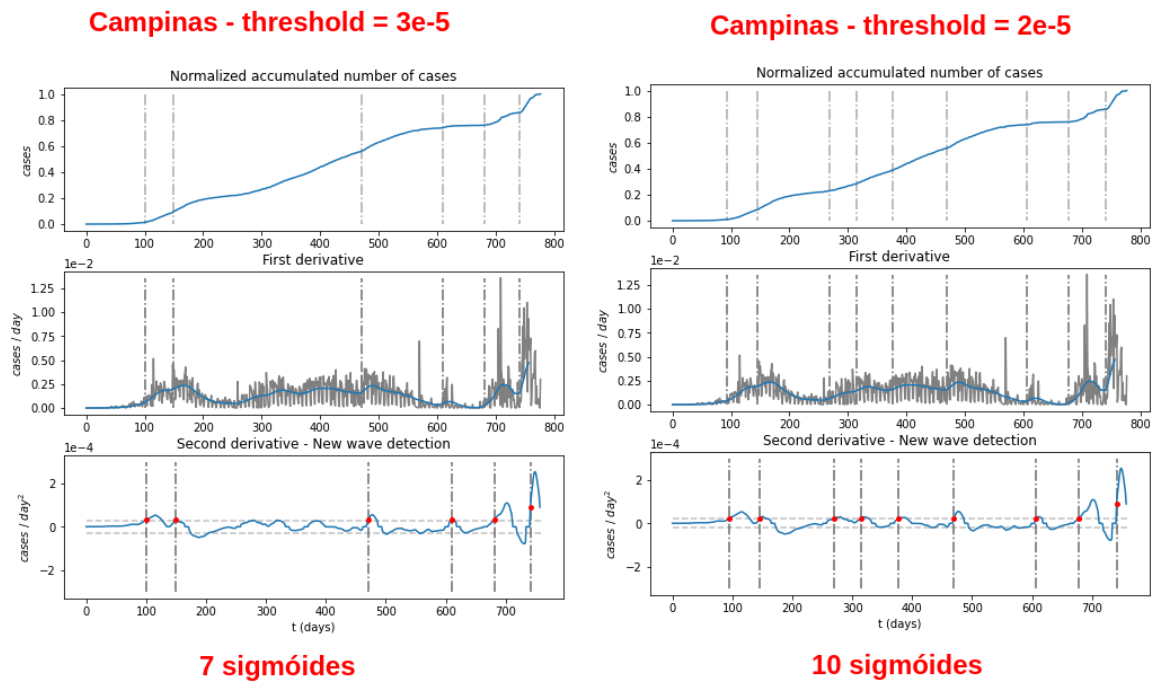 Campinas - threshold = 3e-5
Normalized accumulated number of cases
1.0
0.8
0.6
0.4
0.2
0.0
cases
0 100 200 300 400 500 600 700 800
First derivative
1e-2
1.25
1.00
0.75
0.50
0.25
0.00
cases / day
0 100 200 300 400 500 600 700 800
Second derivative - New wave detection
1e-4
2
0
−2
cases / day²
0 100 200 300 400 500 600 700
t (days)
7 sigmóides
Campinas - threshold = 2e-5
Normalized accumulated number of cases
1.0
0.8
0.6
0.4
0.2
0.0
cases
0 100 200 300 400 500 600 700 800
First derivative
1e-2
1.25
1.00
0.75
0.50
0.25
0.00
cases / day
0 100 200 300 400 500 600 700 800
Second derivative - New wave detection
1e-4
2
0
−2
cases / day²
0 100 200 300 400 500 600 700
t (days)
10 sigmóides